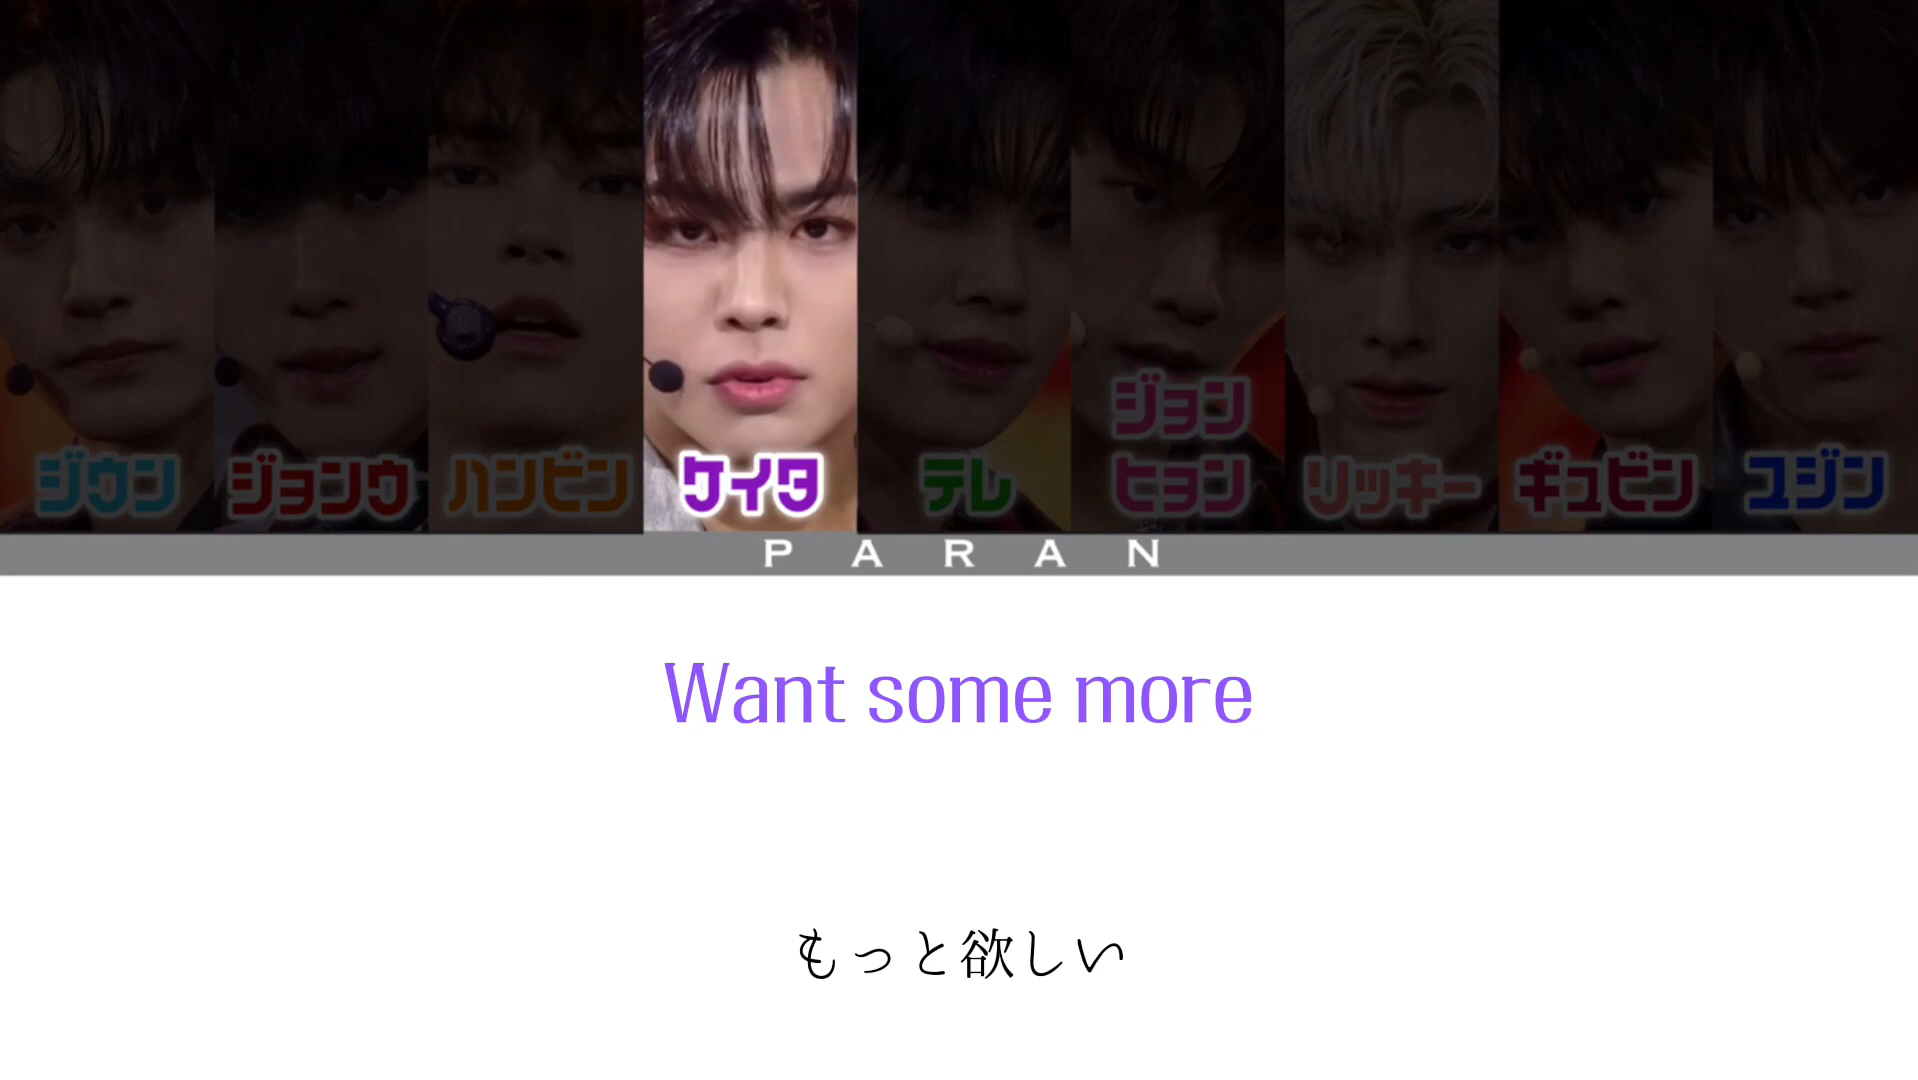 ジウン
ジョンウ
ハンビン
ケイタ
テレ
ジョン
ヒョン
リッキー
ギュビン
ユジン
PARAN
Want some more
もっと欲しい